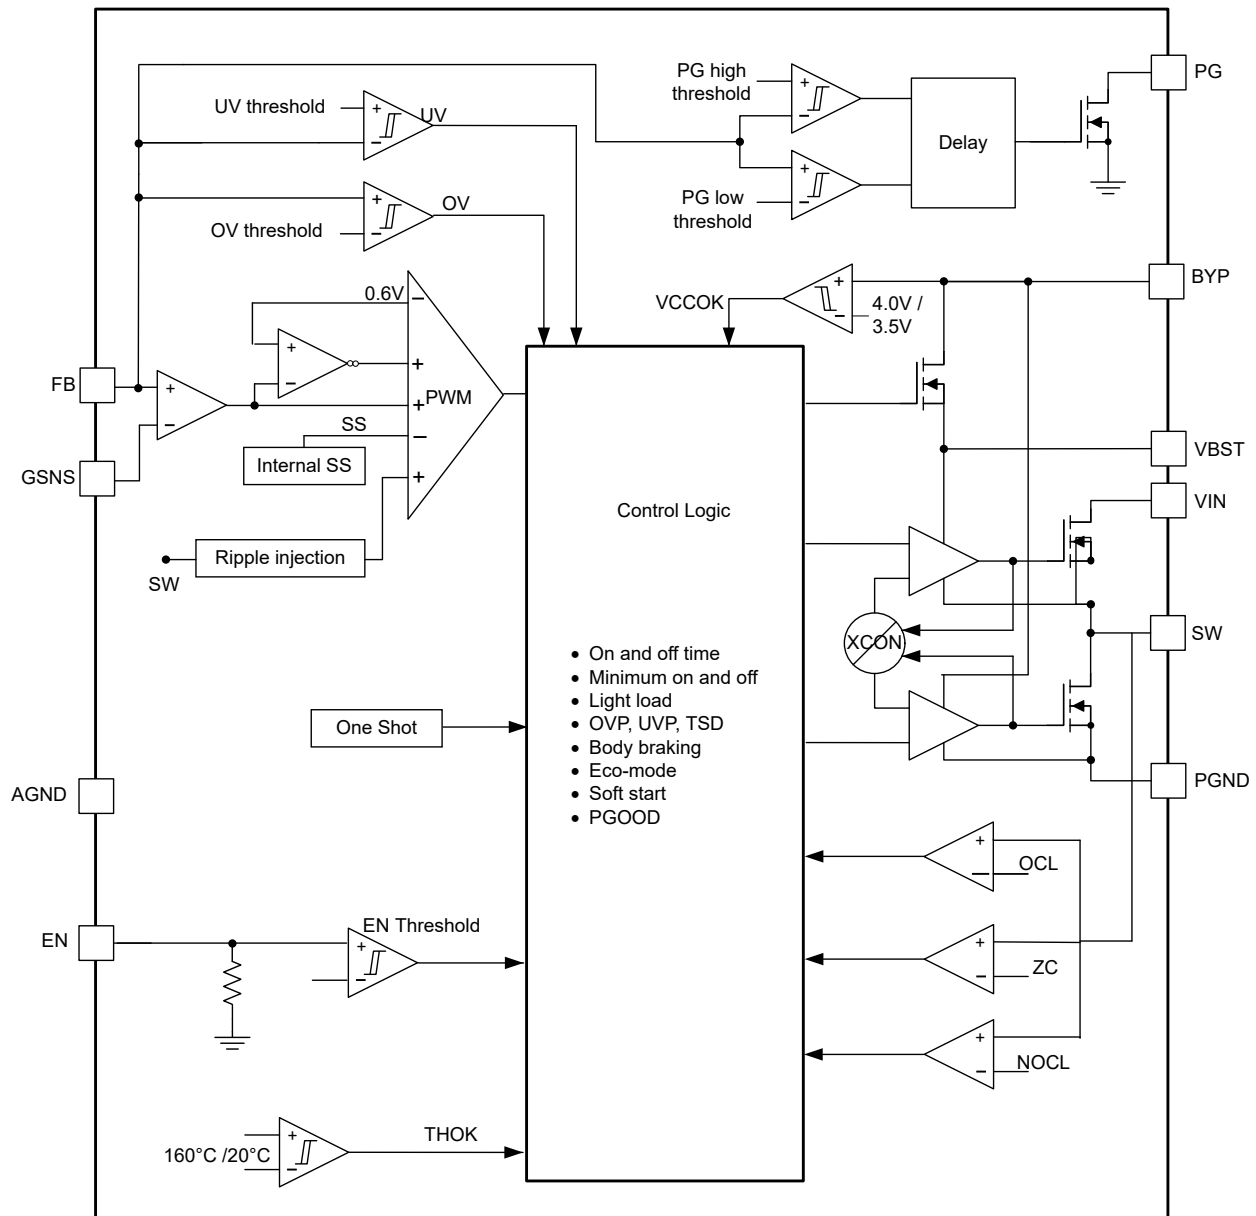 PG high
threshold
PG
UV threshold
+
UV
−
+
−
Delay
+
−
PG low
threshold
+
−
OV
OV threshold
BYP
0.6V
−
VCCOK
+
−
4.0V /
3.5V
+
−
+
FB
+
−
+
PWM
SS
−
VBST
Internal SS
GSNS
+
VIN
Control Logic
Ripple injection
SW
XCON
SW
• On and off time
• Minimum on and off
• Light load
• OVP, UVP, TSD
• Body braking
• Eco-mode
• Soft start
• PGOOD
One Shot
PGND
AGND
+
−
OCL
EN Threshold
EN
+
−
+
−
ZC
+
−
NOCL
THOK
+
−
160°C /20°C